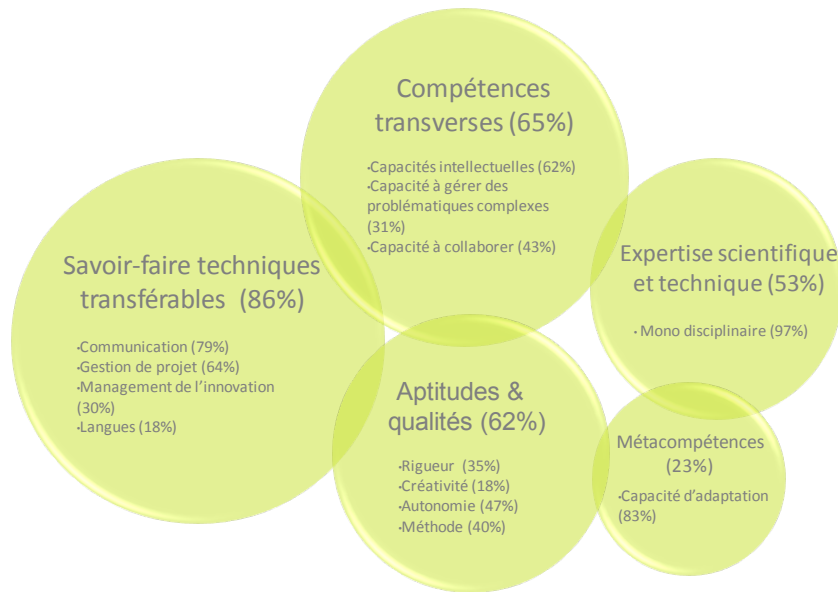 Compétences
transverses (65%)
·Capacités intellectuelles (62%)
·Capacité à gérer des
problématiques complexes
(31%)
·Capacité à collaborer (43%)
Savoir-faire techniques
transférables (86%)
·Communication (79%)
·Gestion de projet (64%)
·Management de l’innovation
(30%)
·Langues (18%)
Expertise scientifique
et technique (53%)
· Mono disciplinaire (97%)
Aptitudes &
qualités (62%)
·Rigueur (35%)
·Créativité (18%)
·Autonomie (47%)
·Méthode (40%)
Métacompétences
(23%)
·Capacité d’adaptation
(83%)